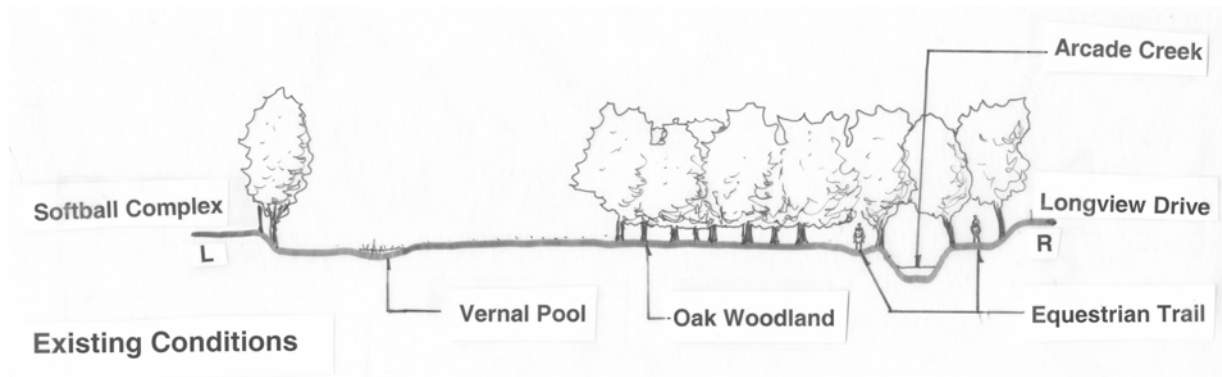 Arcade Creek
Softball Complex
Longview Drive
L
R
Vernal Pool
Oak Woodland
Equestrian Trail
Existing Conditions